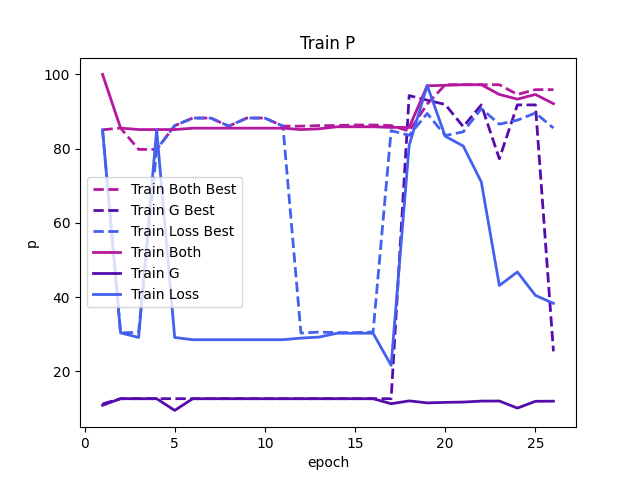 Train P
100
80
60
40
20
p
Train Both Best
Train G Best
Train Loss Best
Train Both
Train G
Train Loss
0 5 10 15 20 25
epoch